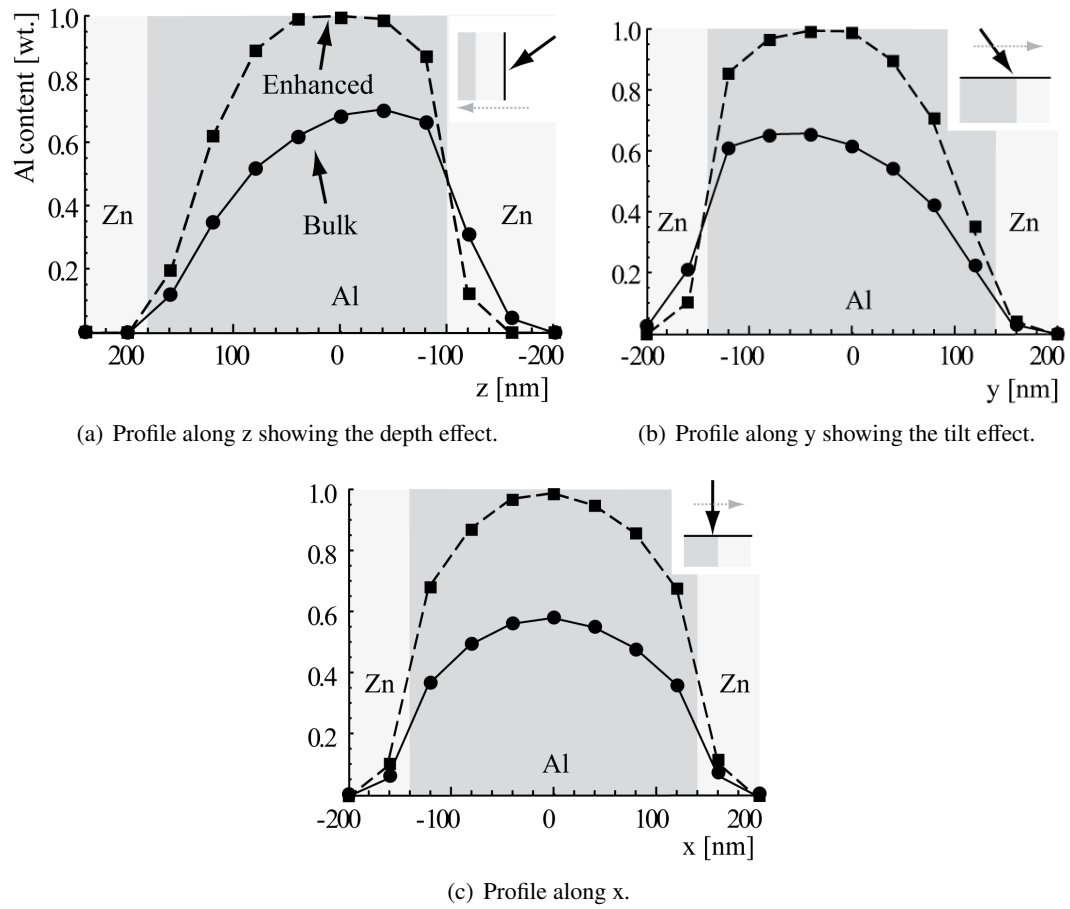 Al content [wt.]
1.0
0.8
0.6
0.4
0.2
Enhanced
Bulk
Zn
Zn
Al
200
100
0
-100
-200
z [nm]
(a) Profile along z showing the depth effect.
1.0
0.8
0.6
0.4
0.2
Zn
Zn
Al
-200
-100
0
100
200
y [nm]
(b) Profile along y showing the tilt effect.
1.0
0.8
0.6
0.4
0.2
Zn
Zn
Al
-200
-100
0
100
200
x [nm]
(c) Profile along x.